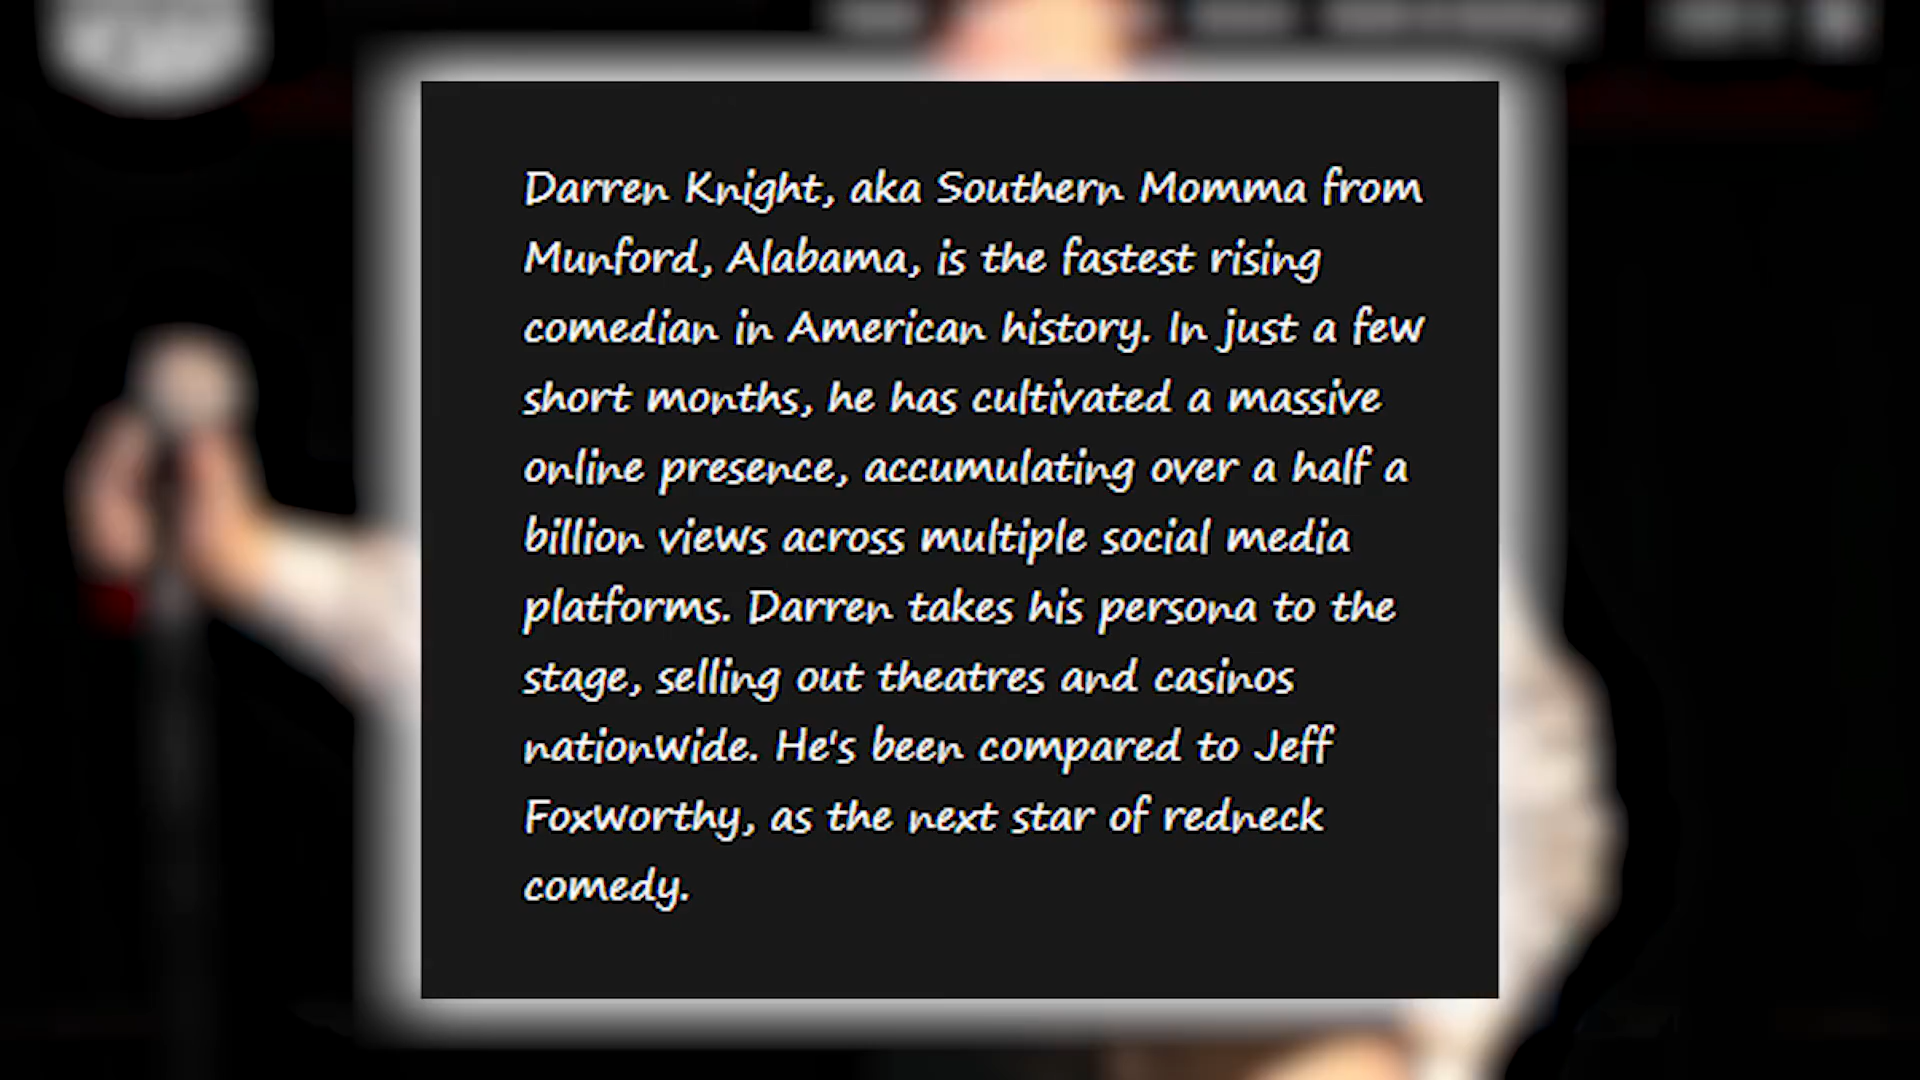 Darren Knight, aka Southern Momma from
Munford, Alabama, is the fastest rising
comedian in American history. In just a few
short months, he has cultivated a massive
online presence, accumulating over a half a
billion views across multiple social media
platforms. Darren takes his persona to the
stage, selling out theatres and casinos
nationwide. He's been compared to Jeff
Foxworthy, as the next star of redneck
comedy.